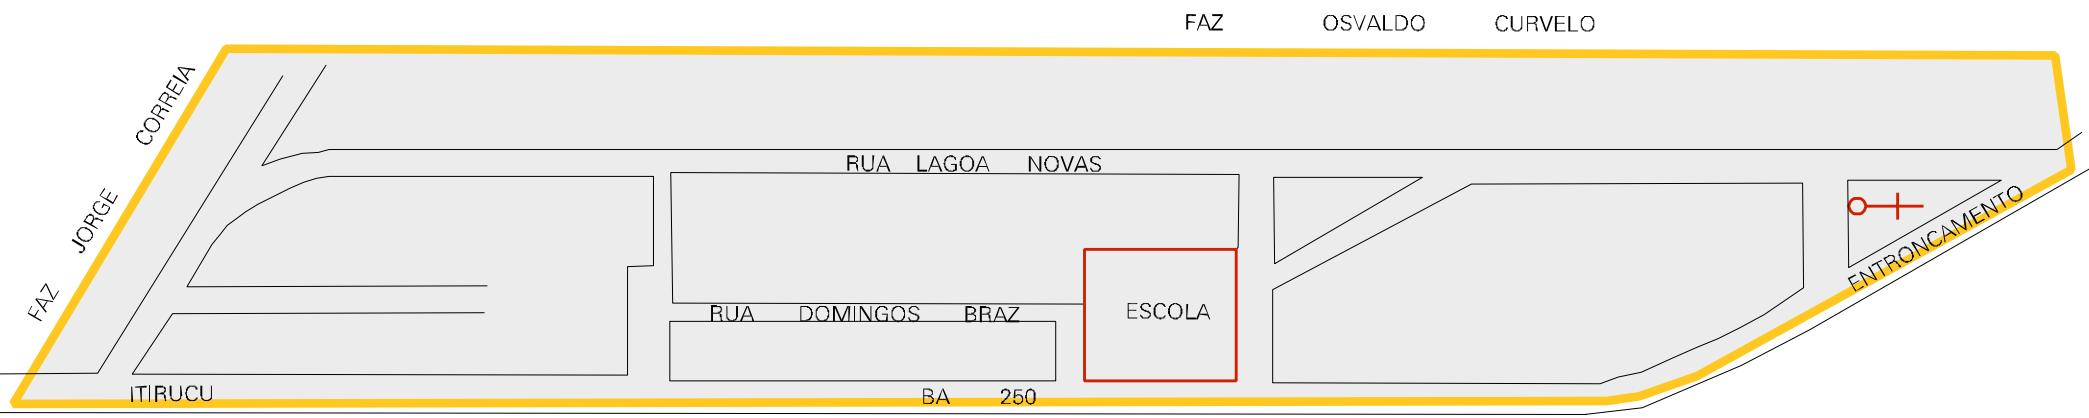 FAZ OSVALDO CURVELO
FAZ JORGE CORREIA
RUA LAGOA NOVAS
ENTRONCAMENTO
RUA DOMINGOS BRAZ
ESCOLA
ITIRUCU
BA 250